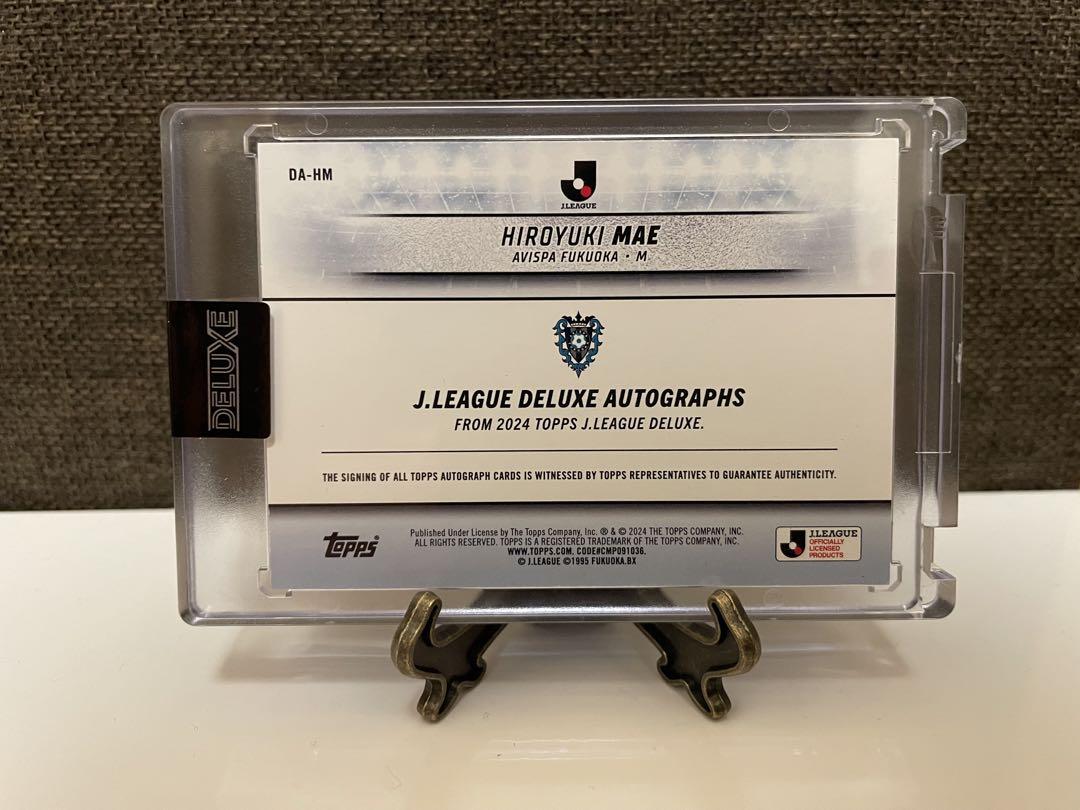 DA-HM
J.LEAGUE
HIROYUKI MAE
AVISPA FUKUOKA • M
DELUXE
J.LEAGUE DELUXE AUTOGRAPHS
FROM 2024 TOPPS J.LEAGUE DELUXE.
THE SIGNING OF ALL TOPPS AUTOGRAPH CARDS IS WITNESSED BY TOPPS REPRESENTATIVES TO GUARANTEE AUTHENTICITY.
topps
Published Under License by The Topps Company, Inc. ® & © 2024 THE TOPPS COMPANY, INC.
ALL RIGHTS RESERVED. TOPPS IS A REGISTERED TRADEMARK OF THE TOPPS COMPANY, INC.
WWW.TOPPS.COM. CODE#CMP091036.
© J.LEAGUE ©1995 FUKUOKA.BX
J.LEAGUE
OFFICIALLY
LICENSED
PRODUCTS